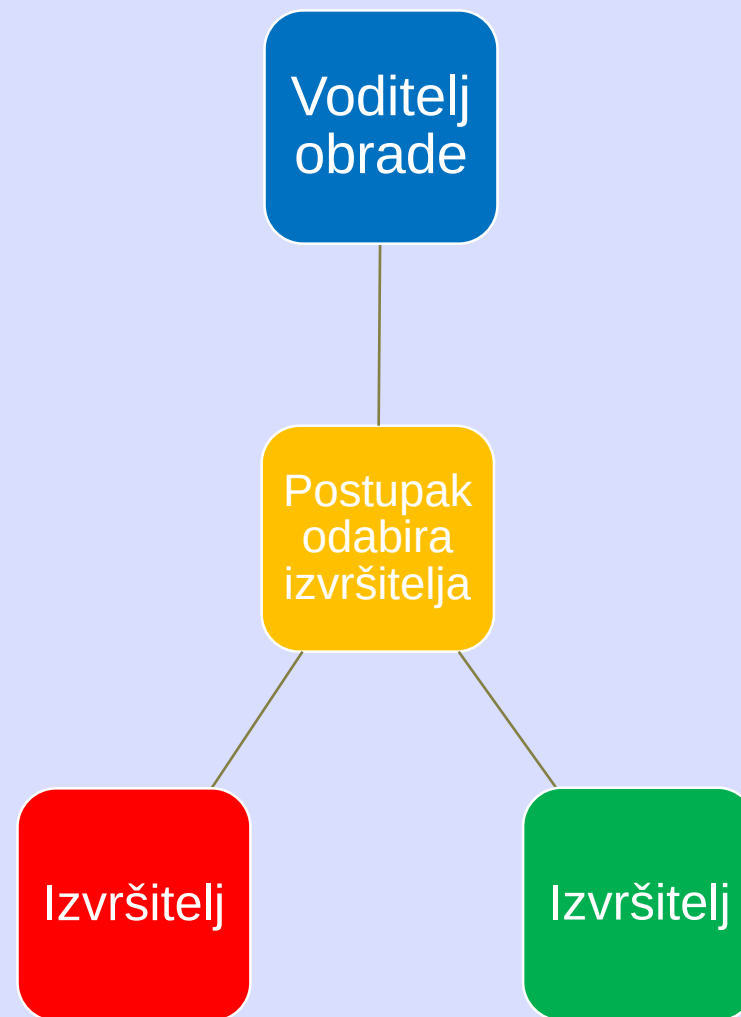 Voditelj
obrade
Postupak
odabira
izvršitelja
Izvršitelj
Izvršitelj